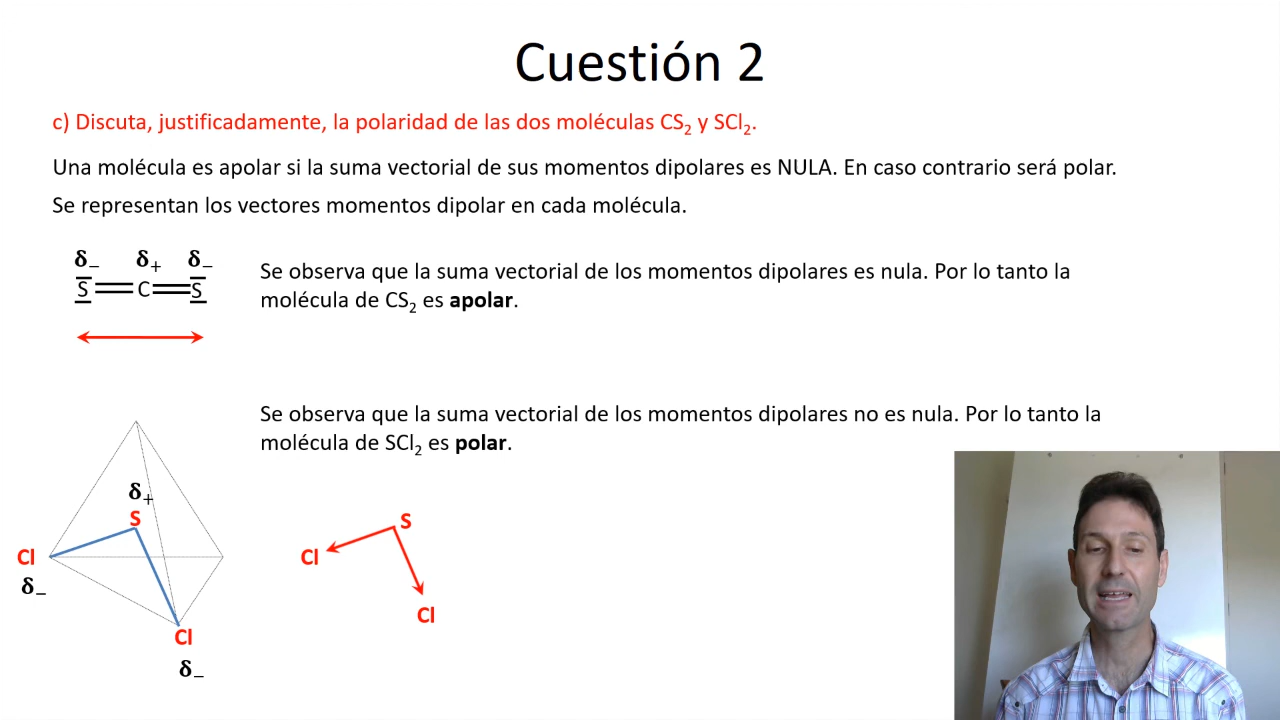 Cuestión 2
c) Discuta, justificadamente, la polaridad de las dos moléculas CS₂ y SCl₂.
Una molécula es apolar si la suma vectorial de sus momentos dipolares es NULA. En caso contrario será polar.
Se representan los vectores momentos dipolar en cada molécula.
δ₋ δ₊ δ₋
S C S
Se observa que la suma vectorial de los momentos dipolares es nula. Por lo tanto la
molécula de CS₂ es apolar.
Se observa que la suma vectorial de los momentos dipolares no es nula. Por lo tanto la
molécula de SCl₂ es polar.
δ₊
S
Cl
δ₋
Cl
δ₋
S
Cl
Cl